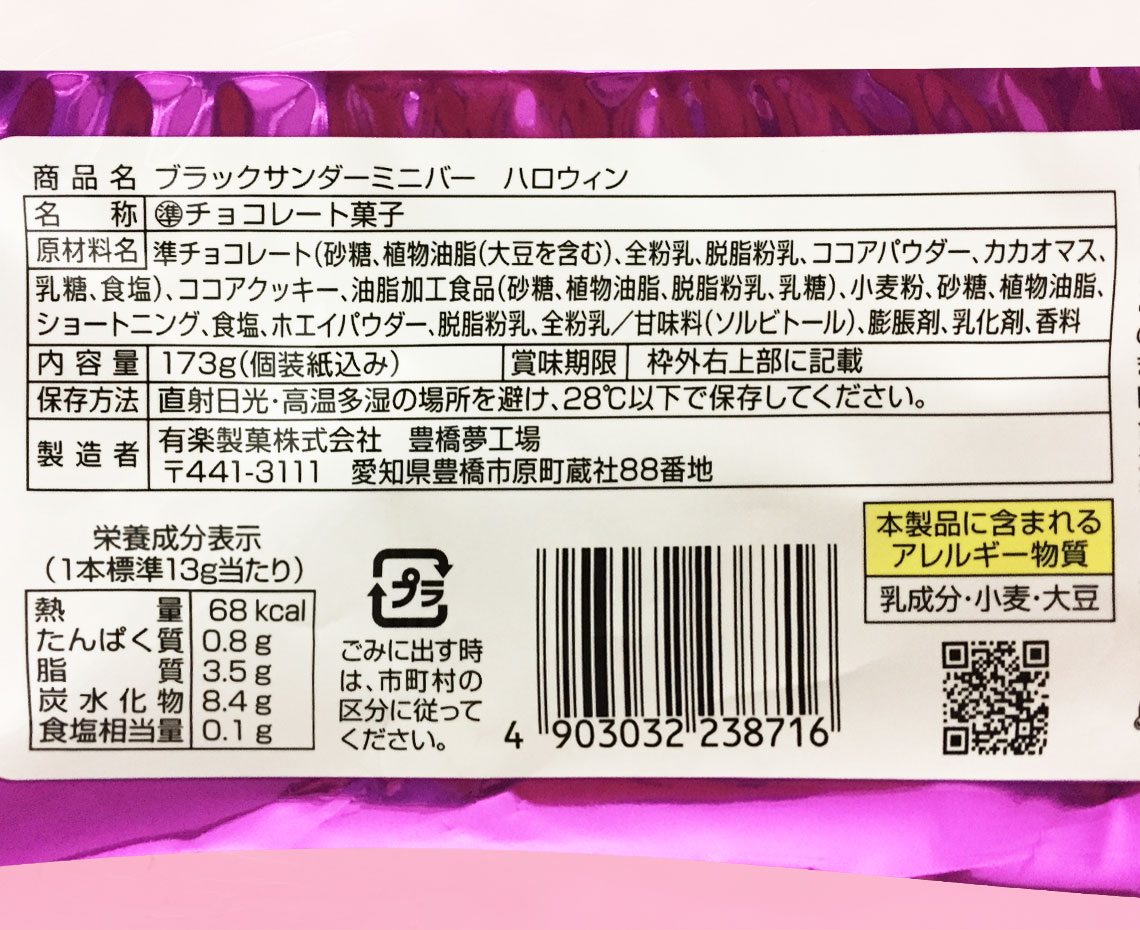 商品名 ブラックサンダーミニバー ハロウィン
名称 ㊜チョコレート菓子
原材料名 準チョコレート(砂糖、植物油脂(大豆を含む)、全粉乳、脱脂粉乳、ココアパウダー、カカオマス、
乳糖、食塩)、ココアクッキー、油脂加工食品(砂糖、植物油脂、脱脂粉乳、乳糖)、小麦粉、砂糖、植物油脂、
ショートニング、食塩、ホエイパウダー、脱脂粉乳、全粉乳/甘味料(ソルビトール)、膨脹剤、乳化剤、香料
内容量 173g(個装紙込み) 賞味期限 枠外右上部に記載
保存方法 直射日光・高温多湿の場所を避け、28℃以下で保存してください。
製造者 有楽製菓株式会社 豊橋夢工場
〒441-3111 愛知県豊橋市原町蔵社88番地
栄養成分表示
(1本標準13g当たり)
熱量 68kcal
たんぱく質 0.8g
脂質 3.5g
炭水化物 8.4g
食塩相当量 0.1g
プラ
ごみに出す時
は、市町村の
区分に従って
ください。
4 903032 238716
本製品に含まれる
アレルギー物質
乳成分・小麦・大豆